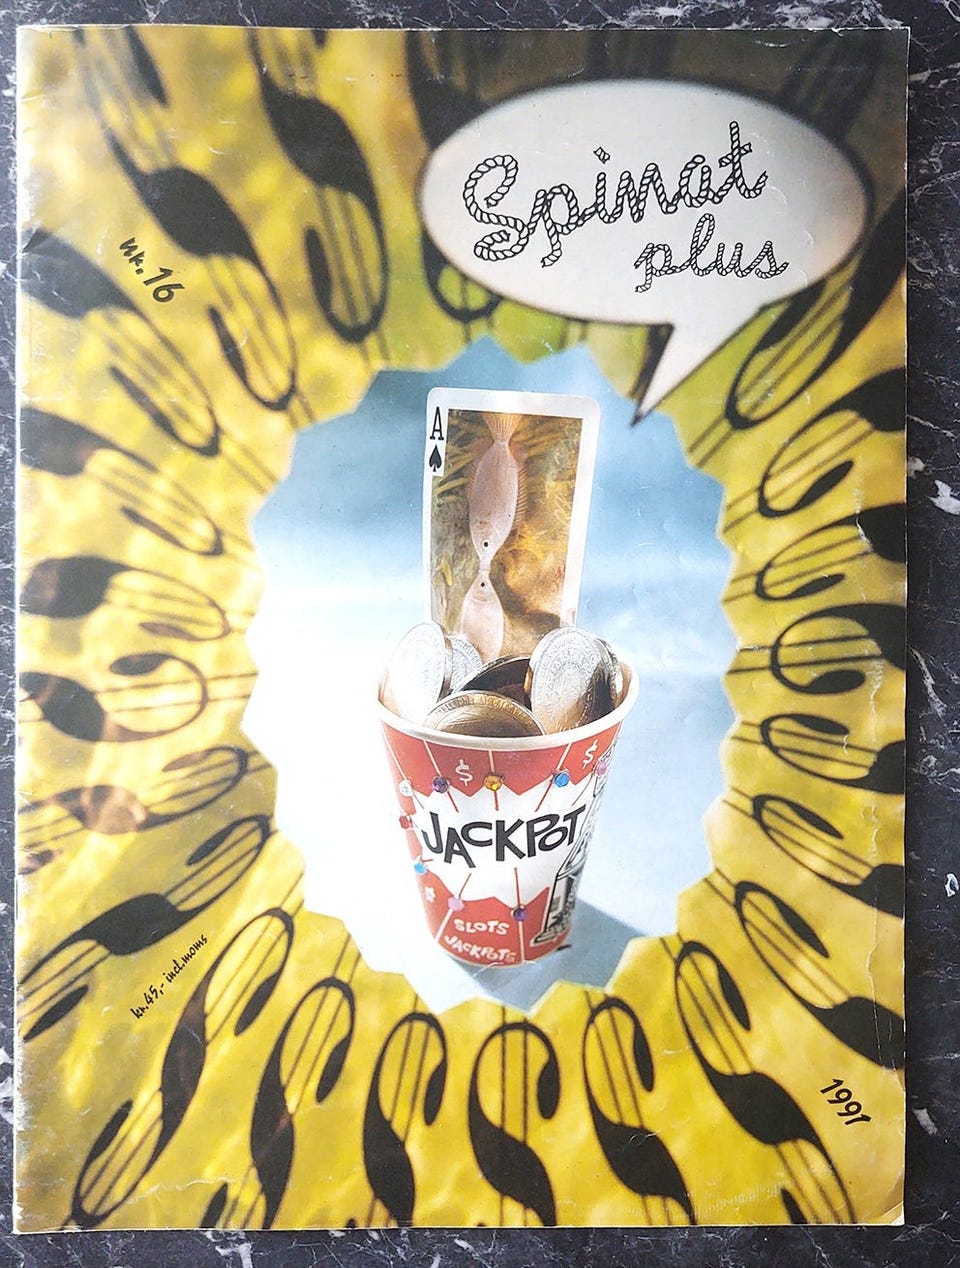 Spinat
plus
nr. 16
A
$
$
JACKPOT
SLOTS
JACKPOTS
kr. 45,- incl. moms
1991